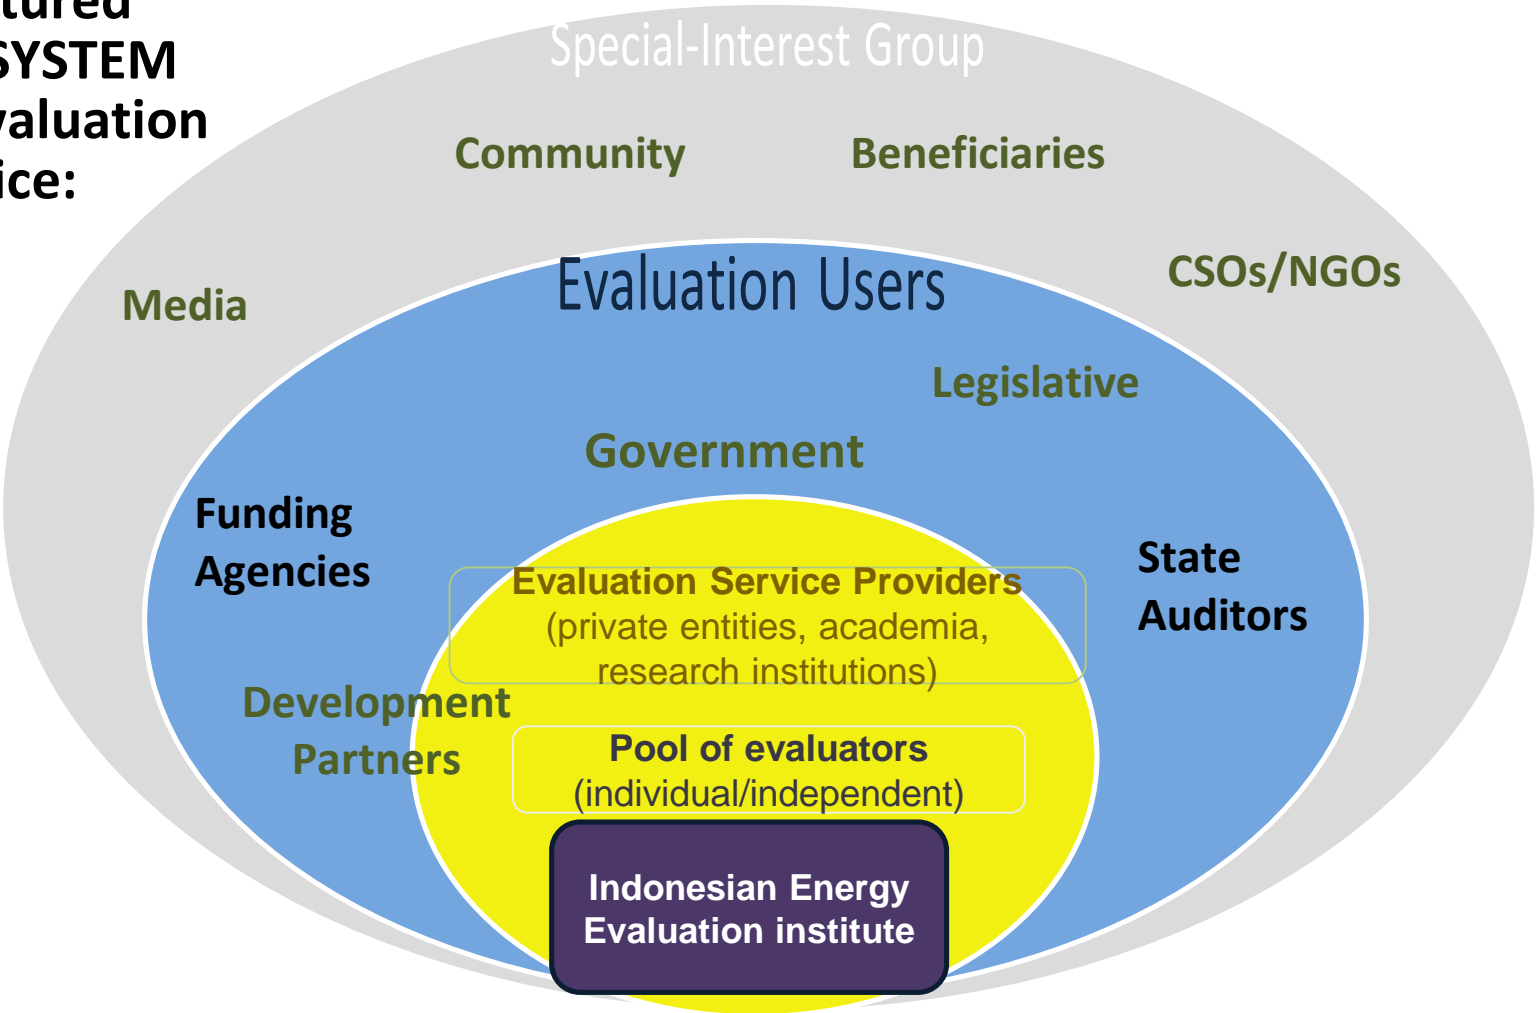 tured
SYSTEM
valuation
ice:
Special-Interest Group
Community
Beneficiaries
Media
CSOs/NGOs
Evaluation Users
Legislative
Government
Funding
Agencies
State
Auditors
Evaluation Service Providers
(private entities, academia,
research institutions)
Development
Partners
Pool of evaluators
(individual/independent)
Indonesian Energy
Evaluation institute